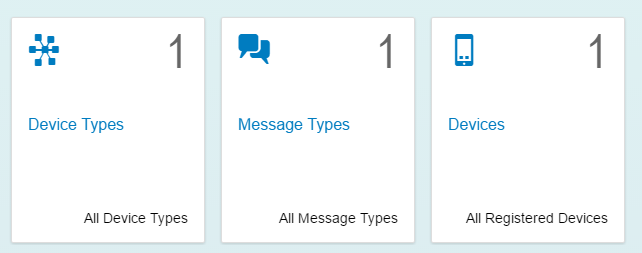 1
Device Types
All Device Types
1
Message Types
All Message Types
1
Devices
All Registered Devices